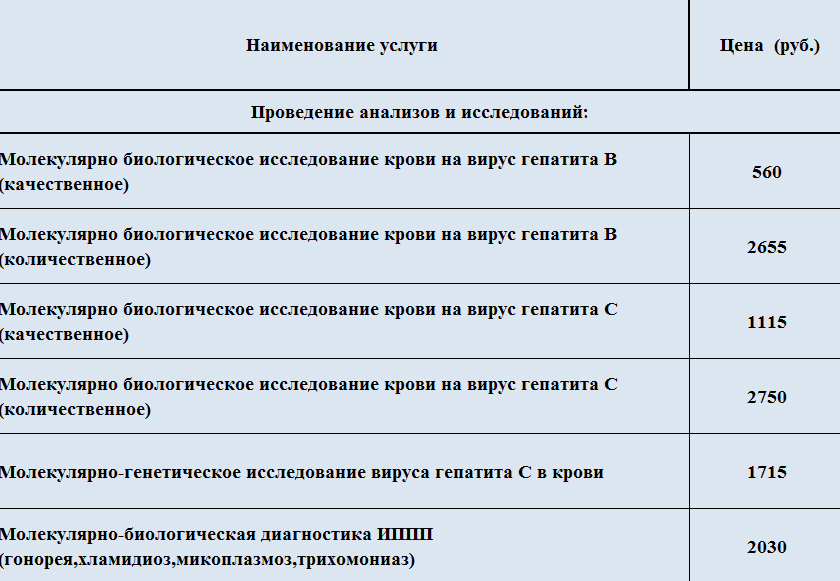 Наименование услуги
Цена (руб.)
Проведение анализов и исследований:
Молекулярно биологическое исследование крови на вирус гепатита В
(качественное)
560
Молекулярно биологическое исследование крови на вирус гепатита В
(количественное)
2655
Молекулярно биологическое исследование крови на вирус гепатита С
(качественное)
1115
Молекулярно биологическое исследование крови на вирус гепатита С
(количественное)
2750
Молекулярно-генетическое исследование вируса гепатита С в крови
1715
Молекулярно-биологическая диагностика ИППП
(гонорея,хламидиоз,микоплазмоз,трихомониаз)
2030